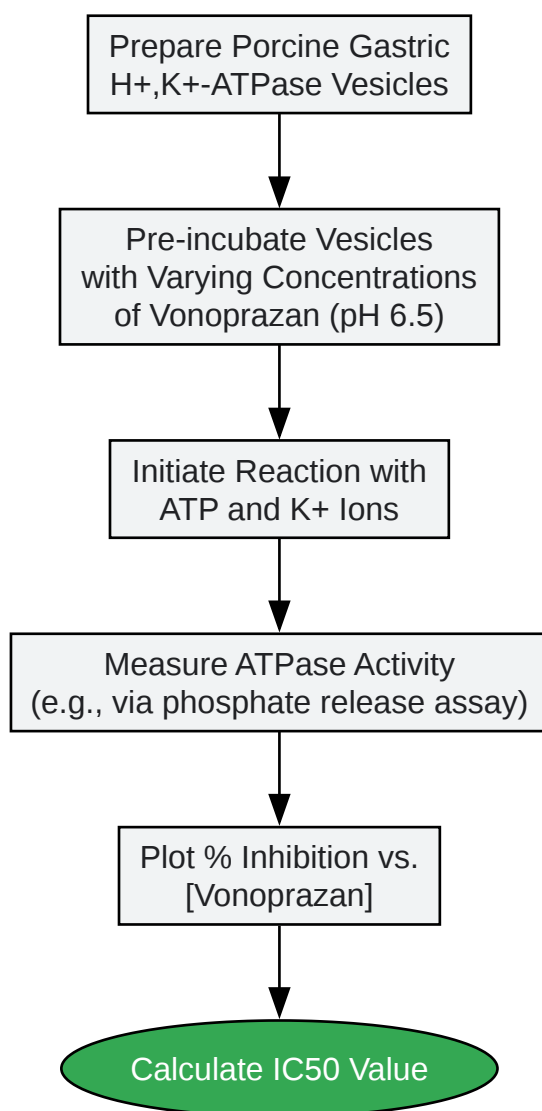 Prepare Porcine Gastric
H+,K+-ATPase Vesicles
Pre-incubate Vesicles
with Varying Concentrations
of Vonoprazan (pH 6.5)
Initiate Reaction with
ATP and K+ Ions
Measure ATPase Activity
(e.g., via phosphate release assay)
Plot % Inhibition vs.
[Vonoprazan]
Calculate IC50 Value